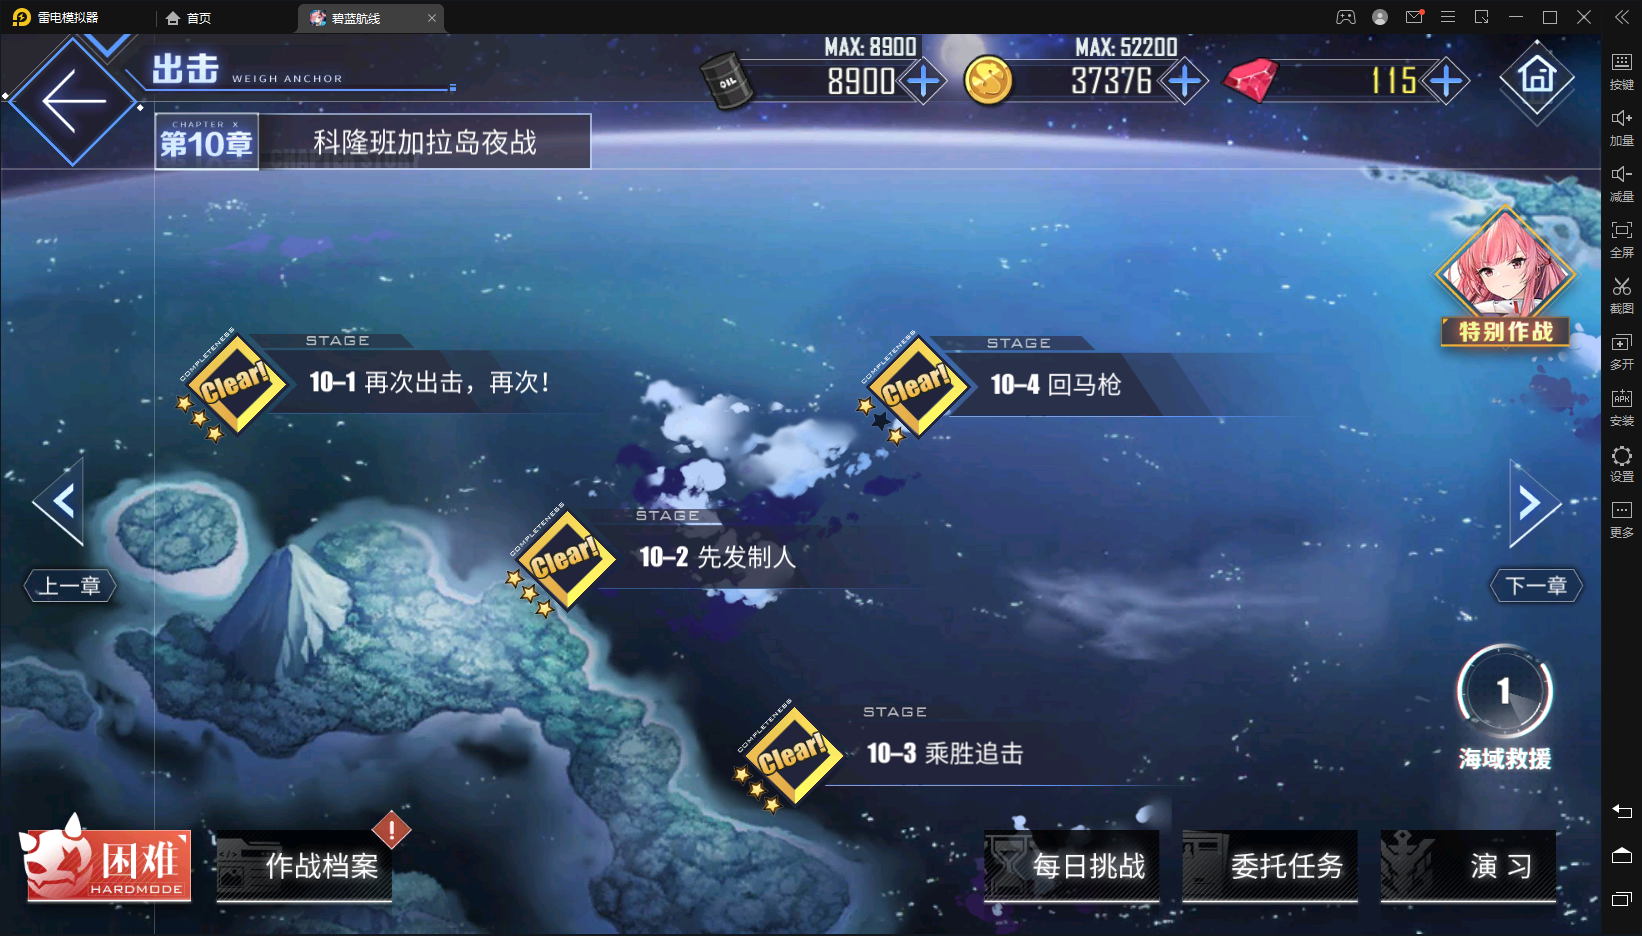 雷电模拟器
首页
碧蓝航线
出击 WEIGH ANCHOR
MAX: 8900
8900
MAX: 52200
37376
115
OIL
CHAPTER X
第10章
科隆班加拉岛夜战
按键
加量
减量
全屏
截图
多开
APK
安装
设置
更多
特别作战
COMPLETENESS
Clear!
STAGE
10-1 再次出击，再次！
COMPLETENESS
Clear!
STAGE
10-4 回马枪
COMPLETENESS
Clear!
STAGE
10-2 先发制人
COMPLETENESS
Clear!
STAGE
10-3 乘胜追击
上一章
下一章
1
海域救援
困难
HARDMODE
作战档案
!
每日挑战
委托任务
演习